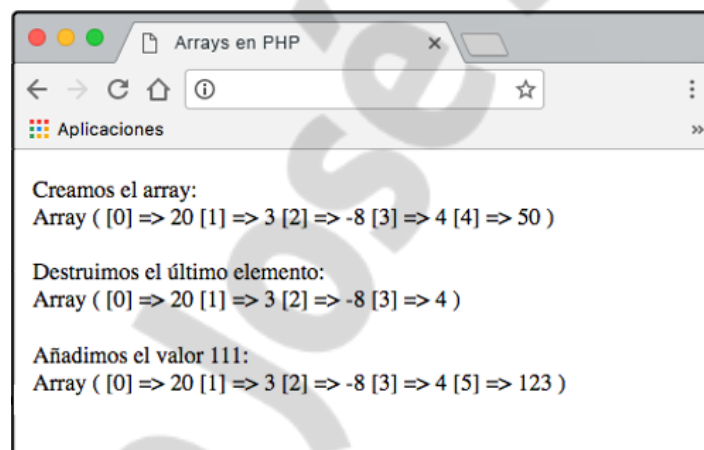 Arrays en PHP
Aplicaciones
Creamos el array:
Array ( [0] => 20 [1] => 3 [2] => -8 [3] => 4 [4] => 50 )
Destruimos el último elemento:
Array ( [0] => 20 [1] => 3 [2] => -8 [3] => 4 )
Añadimos el valor 111:
Array ( [0] => 20 [1] => 3 [2] => -8 [3] => 4 [5] => 123 )
José